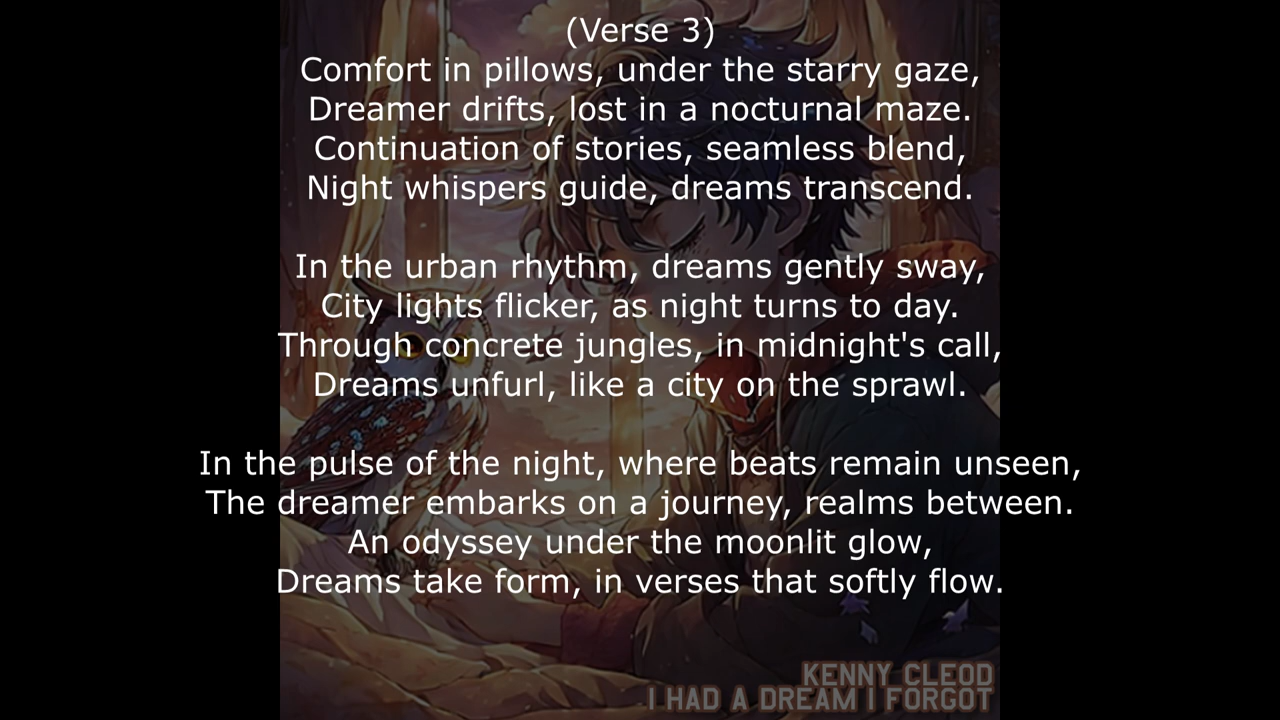 (Verse 3)
Comfort in pillows, under the starry gaze,
Dreamer drifts, lost in a nocturnal maze.
Continuation of stories, seamless blend,
Night whispers guide, dreams transcend.
In the urban rhythm, dreams gently sway,
City lights flicker, as night turns to day.
Through concrete jungles, in midnight's call,
Dreams unfurl, like a city on the sprawl.
In the pulse of the night, where beats remain unseen,
The dreamer embarks on a journey, realms between.
An odyssey under the moonlit glow,
Dreams take form, in verses that softly flow.
KENNY CLEOD
I HAD A DREAM I FORGOT